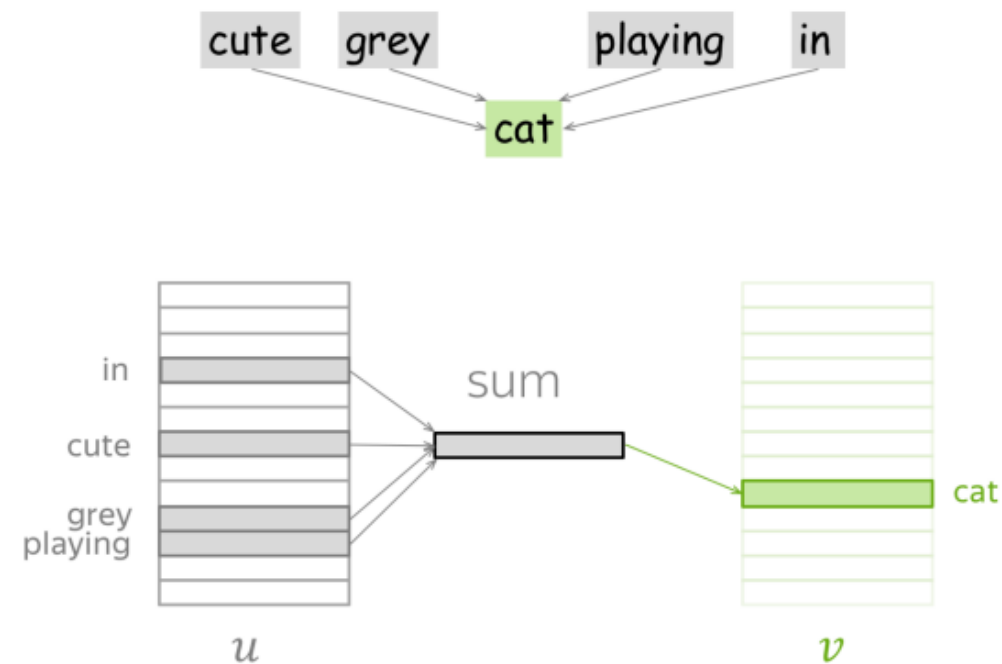 cute grey playing in
cat
in
sum
cute
cat
grey
playing
u
v